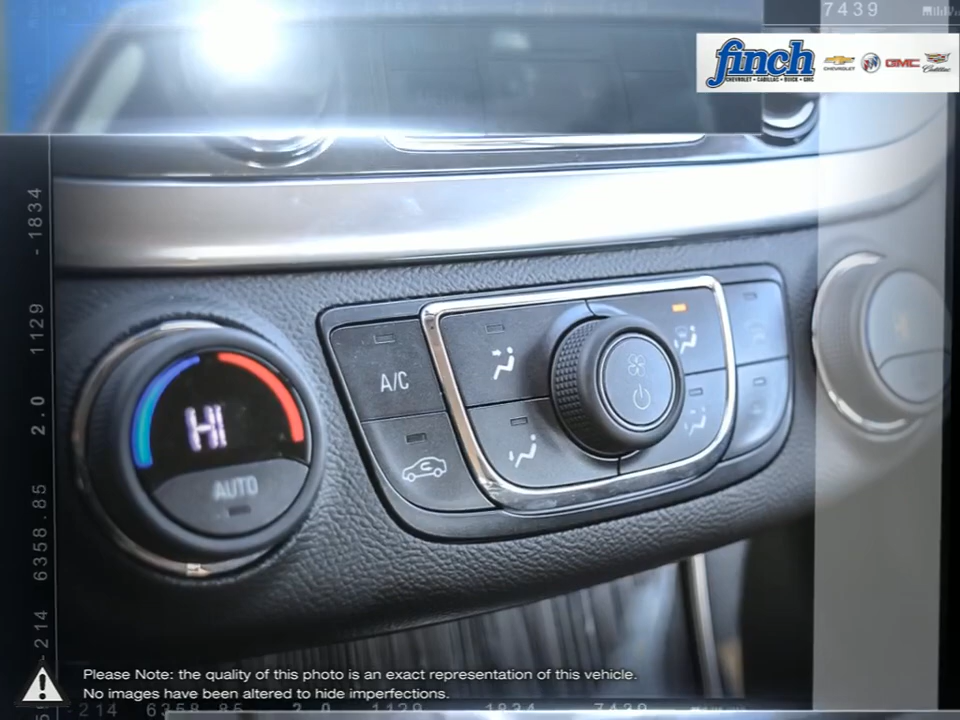 7439
finch
CHEVROLET • CADILLAC • BUICK • GMC
CHEVROLET
GMC
Cadillac
-1834
1129
2.0
6358.85
214
A/C
HI
AUTO
Please Note: the quality of this photo is an exact representation of this vehicle.
No images have been altered to hide imperfections.
-214 6358.85 2.0 1129 1834 7439